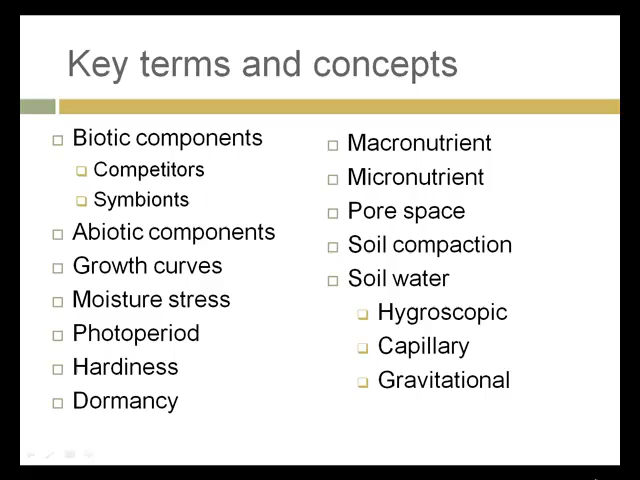 Key terms and concepts
Biotic components
Competitors
Symbionts
Abiotic components
Growth curves
Moisture stress
Photoperiod
Hardiness
Dormancy
Macronutrient
Micronutrient
Pore space
Soil compaction
Soil water
Hygroscopic
Capillary
Gravitational